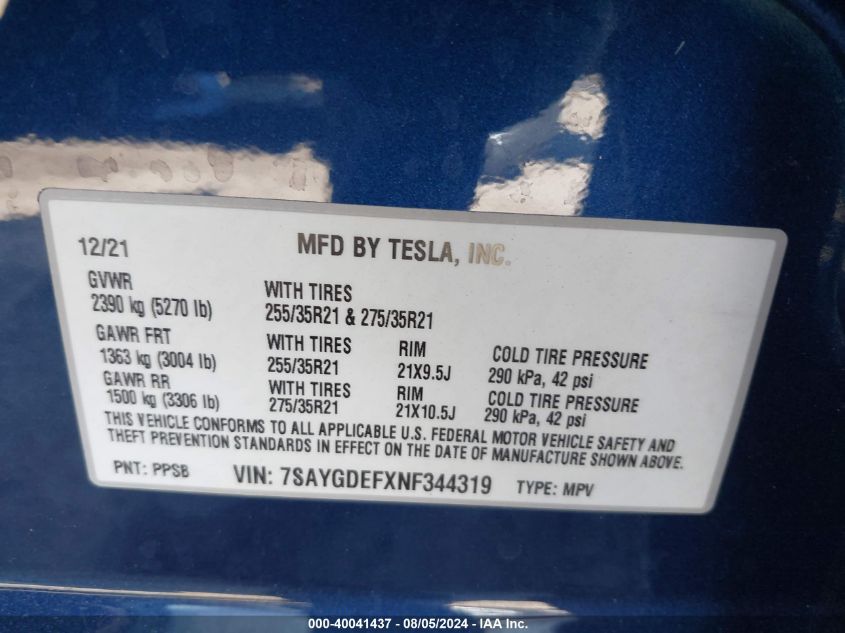 12/21 MFD BY TESLA, INC.
GVWR
2390 kg (5270 lb)
WITH TIRES
255/35R21 & 275/35R21
GAWR FRT
1363 kg (3004 lb)
WITH TIRES
255/35R21
RIM
21X9.5J
COLD TIRE PRESSURE
290 kPa, 42 psi
GAWR RR
1500 kg (3306 lb)
WITH TIRES
275/35R21
RIM
21X10.5J
COLD TIRE PRESSURE
290 kPa, 42 psi
THIS VEHICLE CONFORMS TO ALL APPLICABLE U.S. FEDERAL MOTOR VEHICLE SAFETY AND
THEFT PREVENTION STANDARDS IN EFFECT ON THE DATE OF MANUFACTURE SHOWN ABOVE.
PNT: PPSB VIN: 7SAYGDEFXNF344319 TYPE: MPV
000-40041437 - 08/05/2024 - IAA Inc.